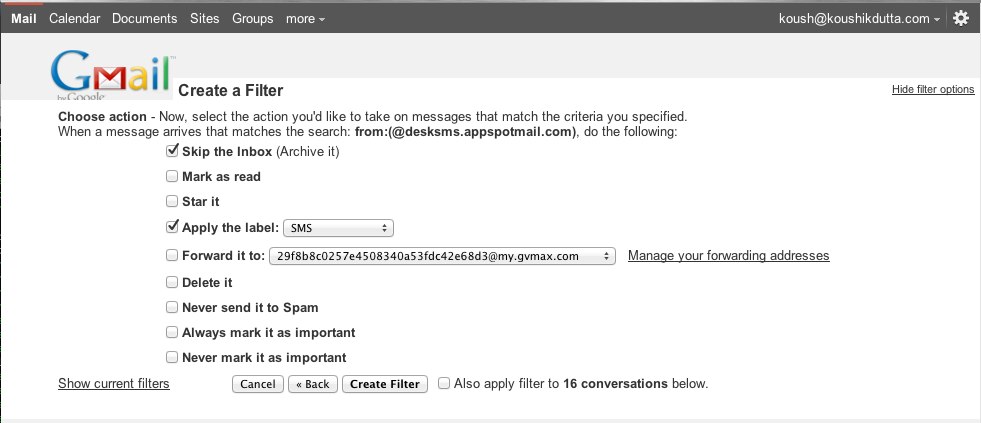 Mail Calendar Documents Sites Groups more koush@koushikdutta.com
Gmail
by Google
TM
Create a Filter
Hide filter options
Choose action - Now, select the action you'd like to take on messages that match the criteria you specified.
When a message arrives that matches the search: from:(@desksms.appspotmail.com), do the following:
Skip the Inbox (Archive it)
Mark as read
Star it
Apply the label: SMS
Forward it to: 29f8b8c0257e4508340a53fdc42e68d3@my.gvmax.com Manage your forwarding addresses
Delete it
Never send it to Spam
Always mark it as important
Never mark it as important
Show current filters Cancel « Back Create Filter Also apply filter to 16 conversations below.